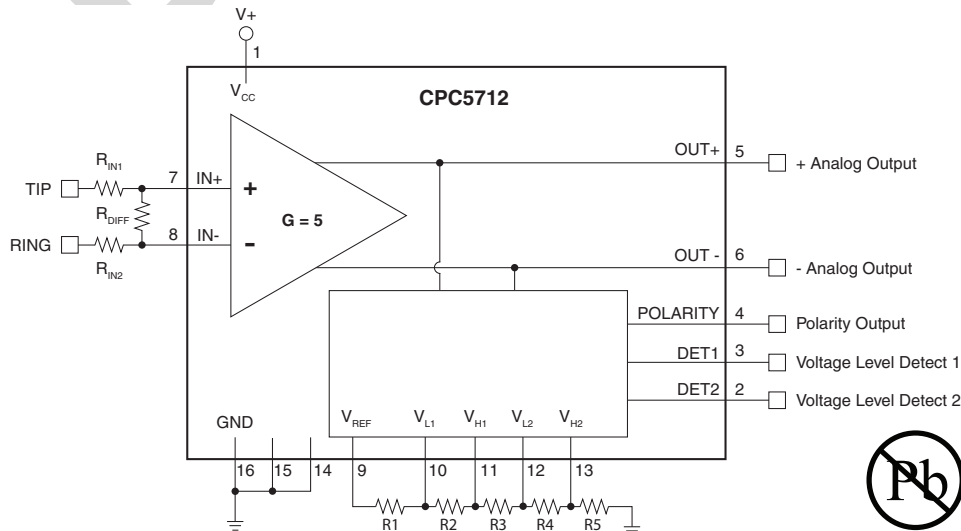 V+
1
V_CC
CPC5712
OUT+ 5 + Analog Output
R_IN1
TIP 7 IN+ +
R_DIFF G = 5
RING 8 IN- -
R_IN2
OUT - 6 - Analog Output
POLARITY 4 Polarity Output
DET1 3 Voltage Level Detect 1
DET2 2 Voltage Level Detect 2
GND V_REF V_L1 V_H1 V_L2 V_H2
16 15 14 9 10 11 12 13
R1 R2 R3 R4 R5
Pb